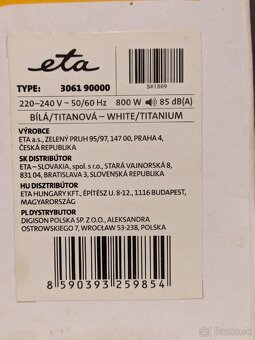 eta
TYPE: 3061 90000
S#1809
220–240 V ~ 50/60 Hz 800 W 85 dB(A)
BÍLÁ/TITANOVÁ – WHITE/TITANIUM
VÝROBCE
ETA a.s., ZELENÝ PRUH 95/97, 147 00, PRAHA 4,
ČESKÁ REPUBLIKA
SK DISTRIBÚTOR
ETA – SLOVAKIA, spol. s r.o., STARÁ VAJNORSKÁ 8,
831 04, BRATISLAVA 3, SLOVENSKÁ REPUBLIKA
HU DISZTRIBÚTOR
ETA HUNGARY KFT., ÉPÍTÉSZ U. 8-12., 1116 BUDAPEST,
MAGYARORSZÁG
PL DYSTRYBUTOR
DIGISON POLSKA SP. Z O.O., ALEKSANDRA
OSTROWSKIEGO 7, WROCŁAW 53-238, POLSKA
8 590393 259854
bazos.sk